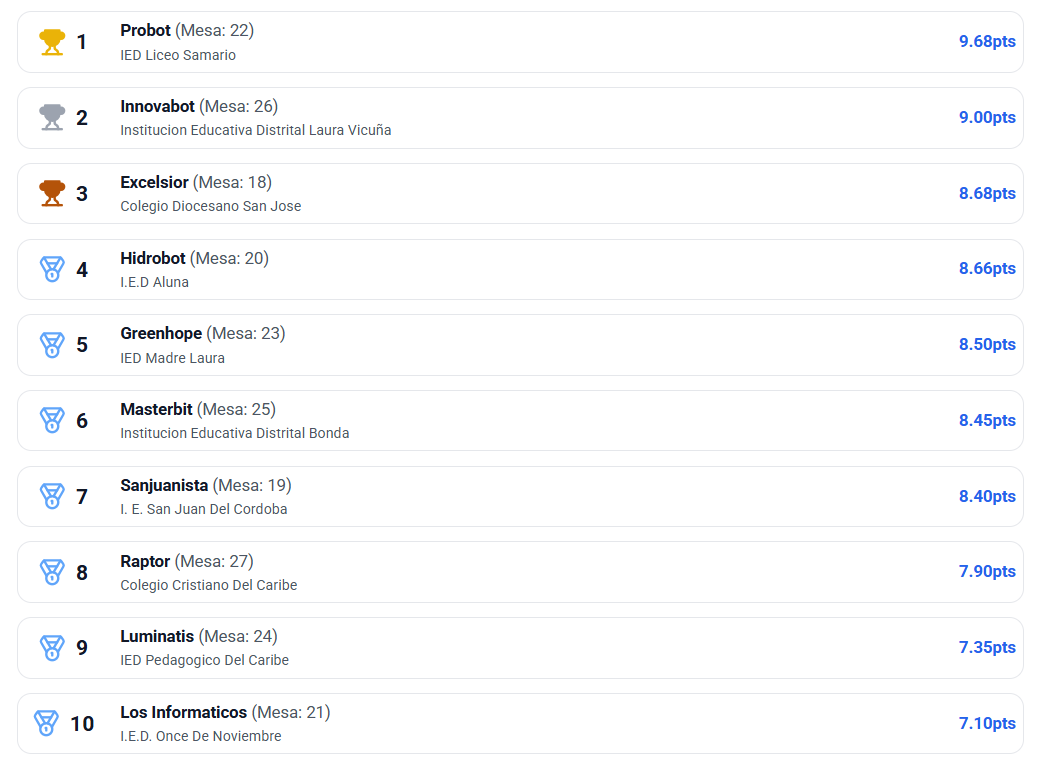 1
Probot (Mesa: 22)
IED Liceo Samario
9.68pts
2
Innovabot (Mesa: 26)
Institucion Educativa Distrital Laura Vicuña
9.00pts
3
Excelsior (Mesa: 18)
Colegio Diocesano San Jose
8.68pts
4
Hidrobot (Mesa: 20)
I.E.D Aluna
8.66pts
5
Greenhope (Mesa: 23)
IED Madre Laura
8.50pts
6
Masterbit (Mesa: 25)
Institucion Educativa Distrital Bonda
8.45pts
7
Sanjuanista (Mesa: 19)
I. E. San Juan Del Cordoba
8.40pts
8
Raptor (Mesa: 27)
Colegio Cristiano Del Caribe
7.90pts
9
Luminatis (Mesa: 24)
IED Pedagogico Del Caribe
7.35pts
10
Los Informaticos (Mesa: 21)
I.E.D. Once De Noviembre
7.10pts